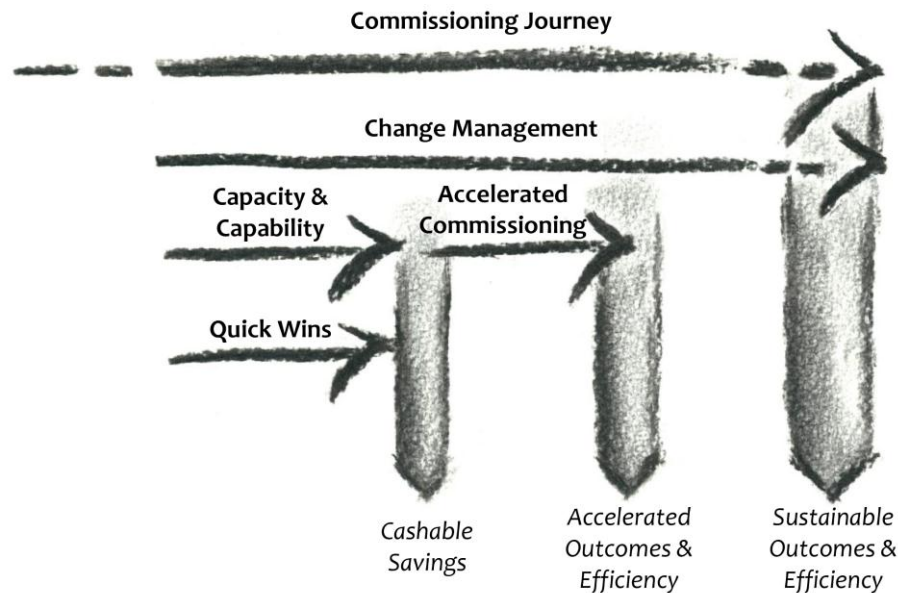 Commissioning Journey
Change Management
Capacity &
Capability
Accelerated
Commissioning
Quick Wins
Cashable
Savings
Accelerated
Outcomes &
Efficiency
Sustainable
Outcomes &
Efficiency